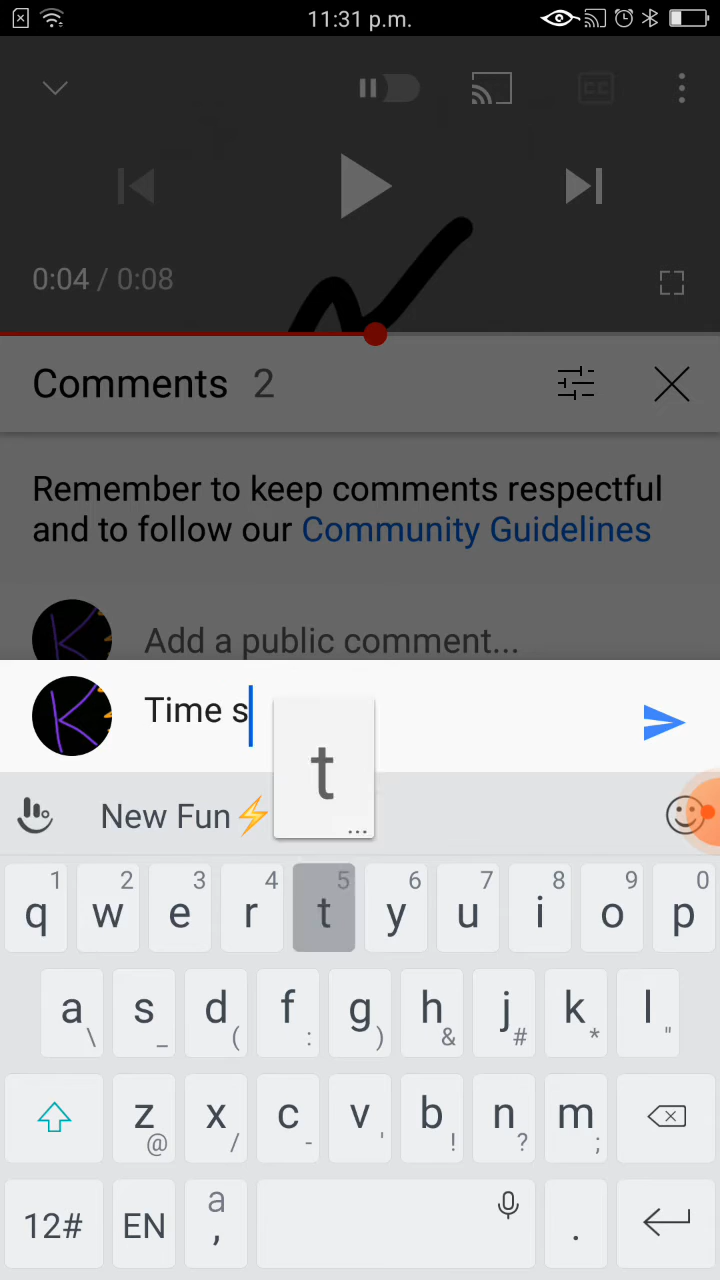 11:31 p.m.
CC
0:04 / 0:08
Comments 2
Remember to keep comments respectful
and to follow our Community Guidelines
Add a public comment...
Time s
t
...
New Fun⚡
1 2 3 4 5 6 7 8 9 0
q w e r t y u i o p
a s d f g h j k l
\ _ ( : ) & # * "
z x c v b n m
@ / - ' ! ? ;
12# EN a , .